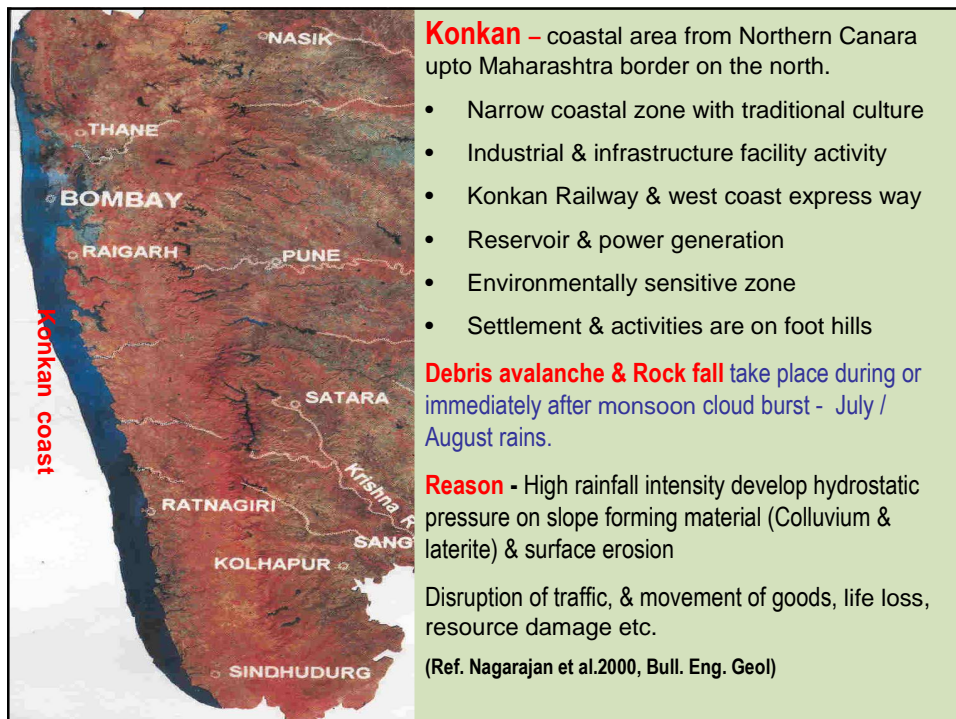 NASIK
THANE
BOMBAY
RAIGARH
PUNE
Konkan coast
SATARA
Krishna R
RATNAGIRI
SANG
KOLHAPUR
SINDHUDURG
Konkan – coastal area from Northern Canara
upto Maharashtra border on the north.
• Narrow coastal zone with traditional culture
• Industrial & infrastructure facility activity
• Konkan Railway & west coast express way
• Reservoir & power generation
• Environmentally sensitive zone
• Settlement & activities are on foot hills
Debris avalanche & Rock fall take place during or
immediately after monsoon cloud burst - July /
August rains.
Reason - High rainfall intensity develop hydrostatic
pressure on slope forming material (Colluvium &
laterite) & surface erosion
Disruption of traffic, & movement of goods, life loss,
resource damage etc.
(Ref. Nagarajan et al.2000, Bull. Eng. Geol)